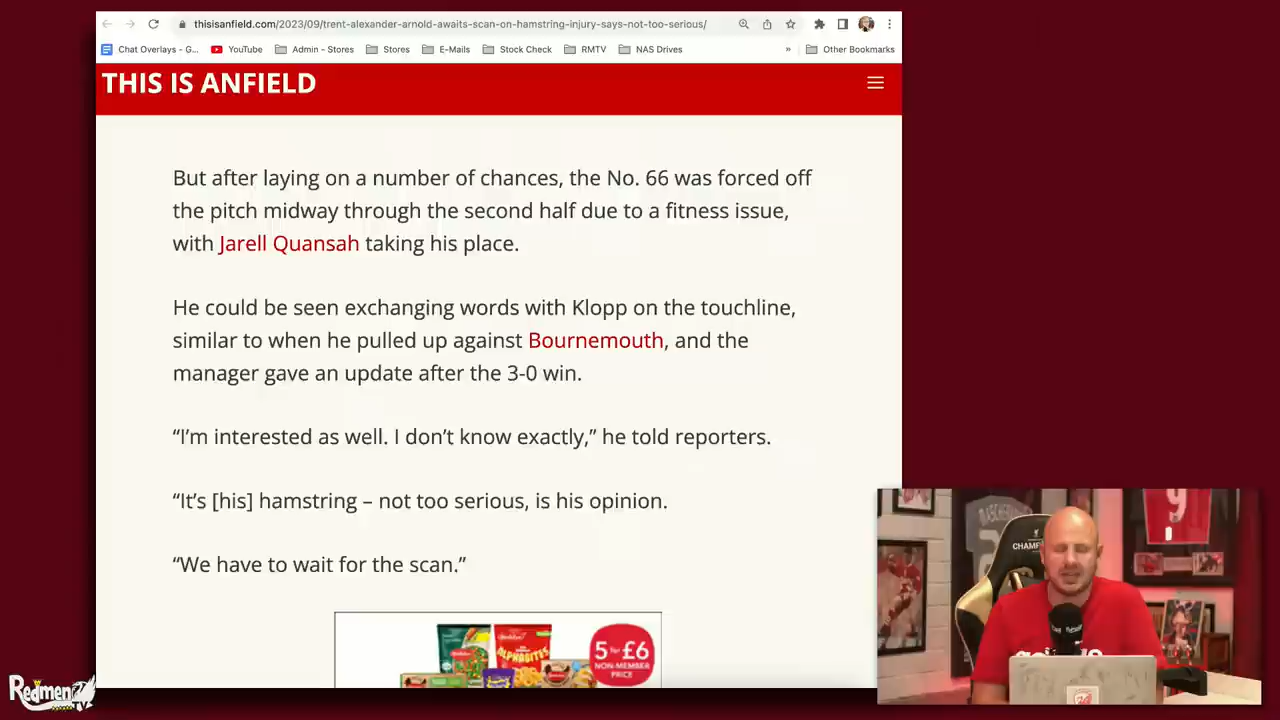 thisisanfield.com/2023/09/trent-alexander-arnold-awaits-scan-on-hamstring-injury-says-not-too-serious/
Chat Overlays – G... YouTube Admin - Stores Stores E-Mails Stock Check RMTV NAS Drives » Other Bookmarks
THIS IS ANFIELD
But after laying on a number of chances, the No. 66 was forced off
the pitch midway through the second half due to a fitness issue,
with Jarell Quansah taking his place.
He could be seen exchanging words with Klopp on the touchline,
similar to when he pulled up against Bournemouth, and the
manager gave an update after the 3-0 win.
“I’m interested as well. I don’t know exactly,” he told reporters.
“It’s [his] hamstring – not too serious, is his opinion.
“We have to wait for the scan.”
5 for £6
NON-MEMBER
PRICE
ALPHABITES
CHAMP
9
Redmen
TV